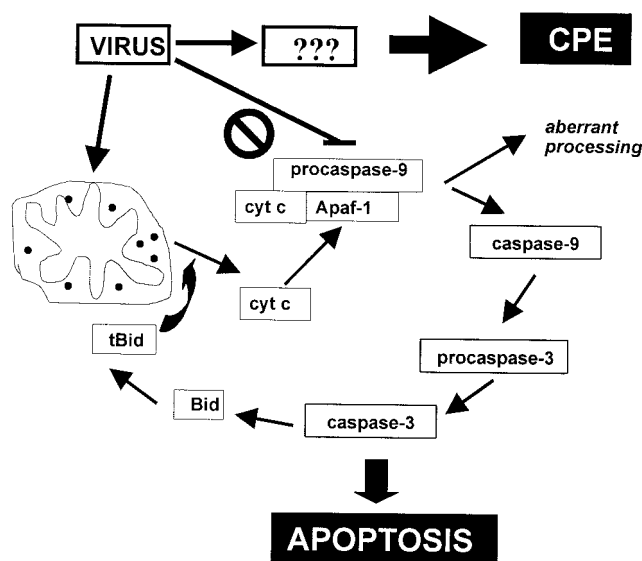 VIRUS
???
CPE
aberrant
processing
procaspase-9
cyt c
Apaf-1
caspase-9
cyt c
tBid
procaspase-3
Bid
caspase-3
APOPTOSIS